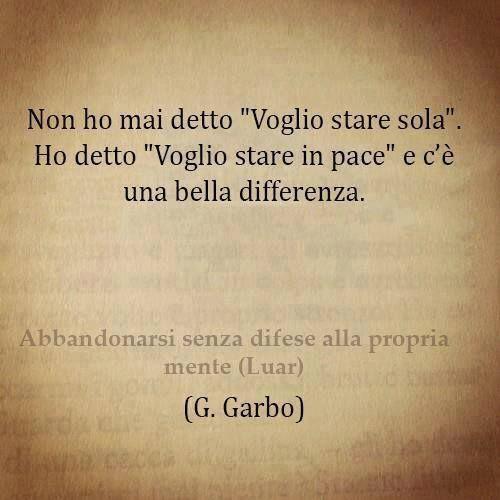 Non ho mai detto "Voglio stare sola".
Ho detto "Voglio stare in pace" e c'è
una bella differenza.
Abbandonarsi senza difese alla propria
mente (Luar)
(G. Garbo)